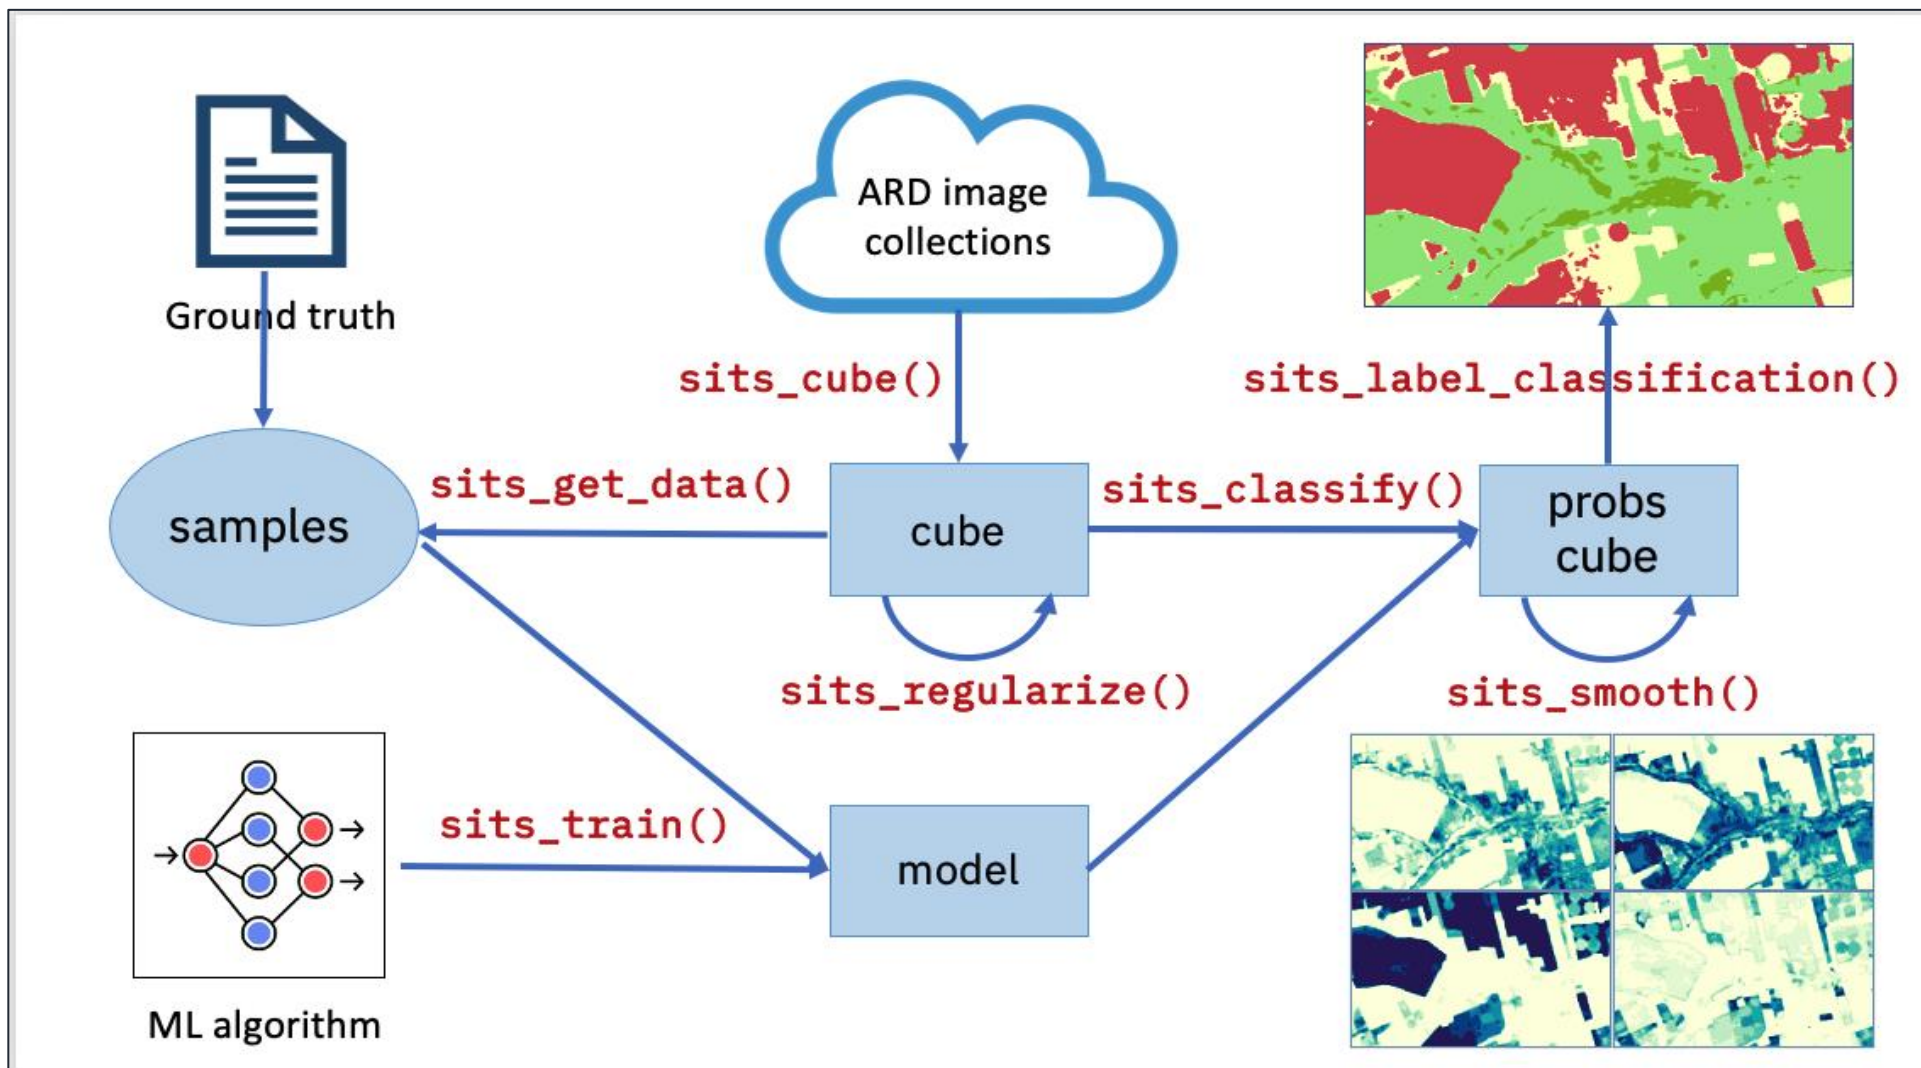 ARD image
collections
Ground truth
sits_cube()
sits_label_classification()
sits_get_data()
sits_classify()
samples
cube
probs
cube
sits_regularize()
sits_smooth()
sits_train()
model
ML algorithm